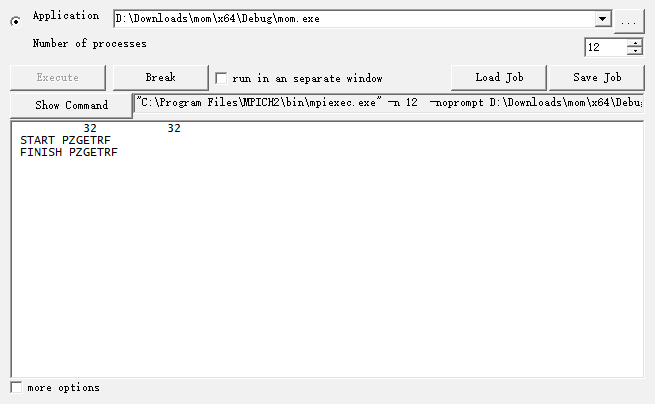 Application D:\Downloads\mom\x64\Debug\mom.exe ...
Number of processes 12
Execute Break run in an separate window Load Job Save Job
Show Command "C:\Program Files\MPICH2\bin\mpiexec.exe" -n 12 -noprompt D:\Downloads\mom\x64\Debug
32 32
START PZGETRF
FINISH PZGETRF
more options